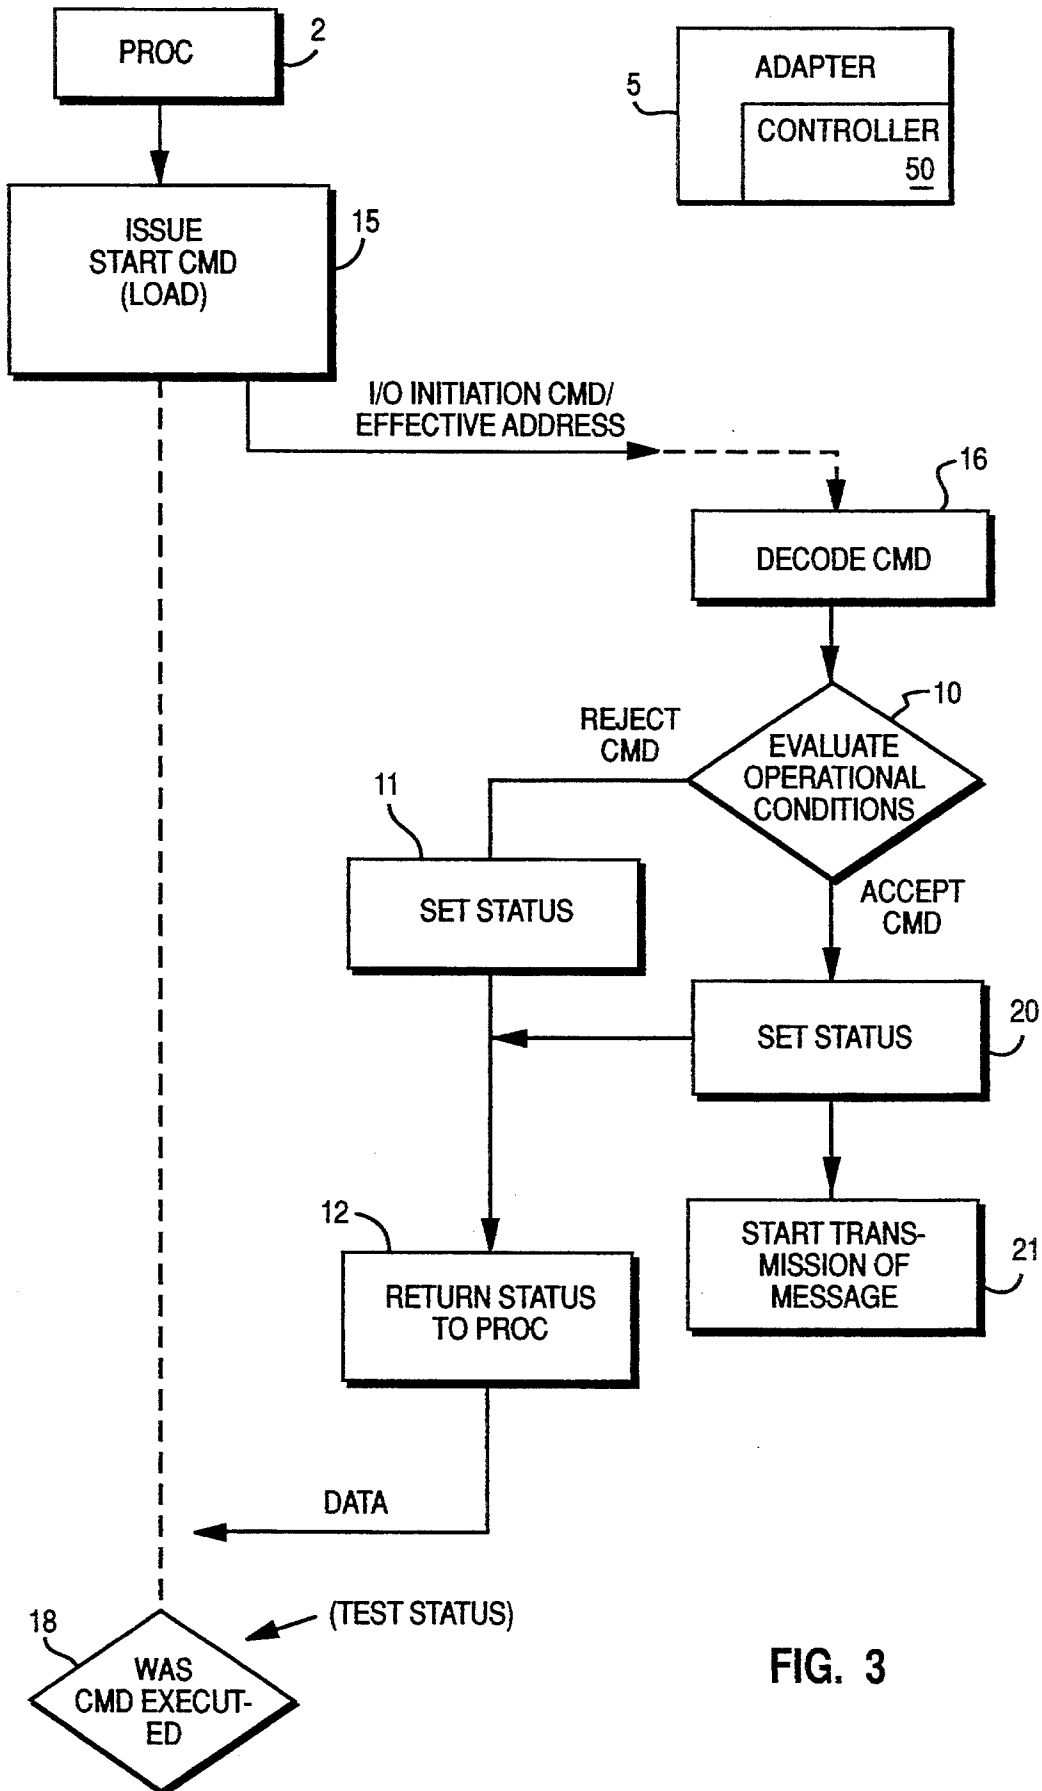 PROC
2
ADAPTER
5
CONTROLLER
50
ISSUE
START CMD
(LOAD)
15
I/O INITIATION CMD/
EFFECTIVE ADDRESS
16
DECODE CMD
10
REJECT
CMD
EVALUATE
OPERATIONAL
CONDITIONS
11
SET STATUS
ACCEPT
CMD
SET STATUS
20
12
RETURN STATUS
TO PROC
START TRANS-
MISSION OF
MESSAGE
21
DATA
(TEST STATUS)
18
WAS
CMD EXECUT-
ED
FIG. 3